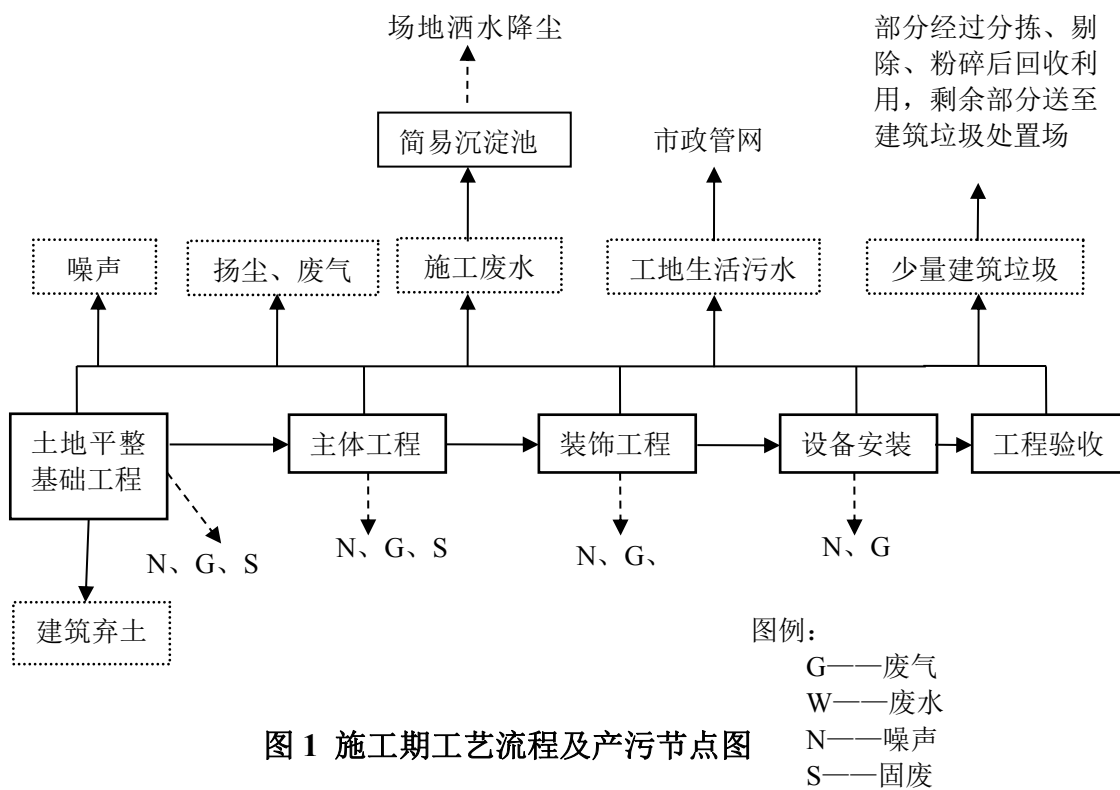 场地洒水降尘
部分经过分拣、剔
除、粉碎后回收利
用，剩余部分送至
建筑垃圾处置场
简易沉淀池
市政管网
噪声
扬尘、废气
施工废水
工地生活污水
少量建筑垃圾
土地平整
基础工程
主体工程
装饰工程
设备安装
工程验收
N、G、S
N、G、S
N、G、
N、G
建筑弃土
图例：
G——废气
W——废水
N——噪声
S——固废
图 1 施工期工艺流程及产污节点图